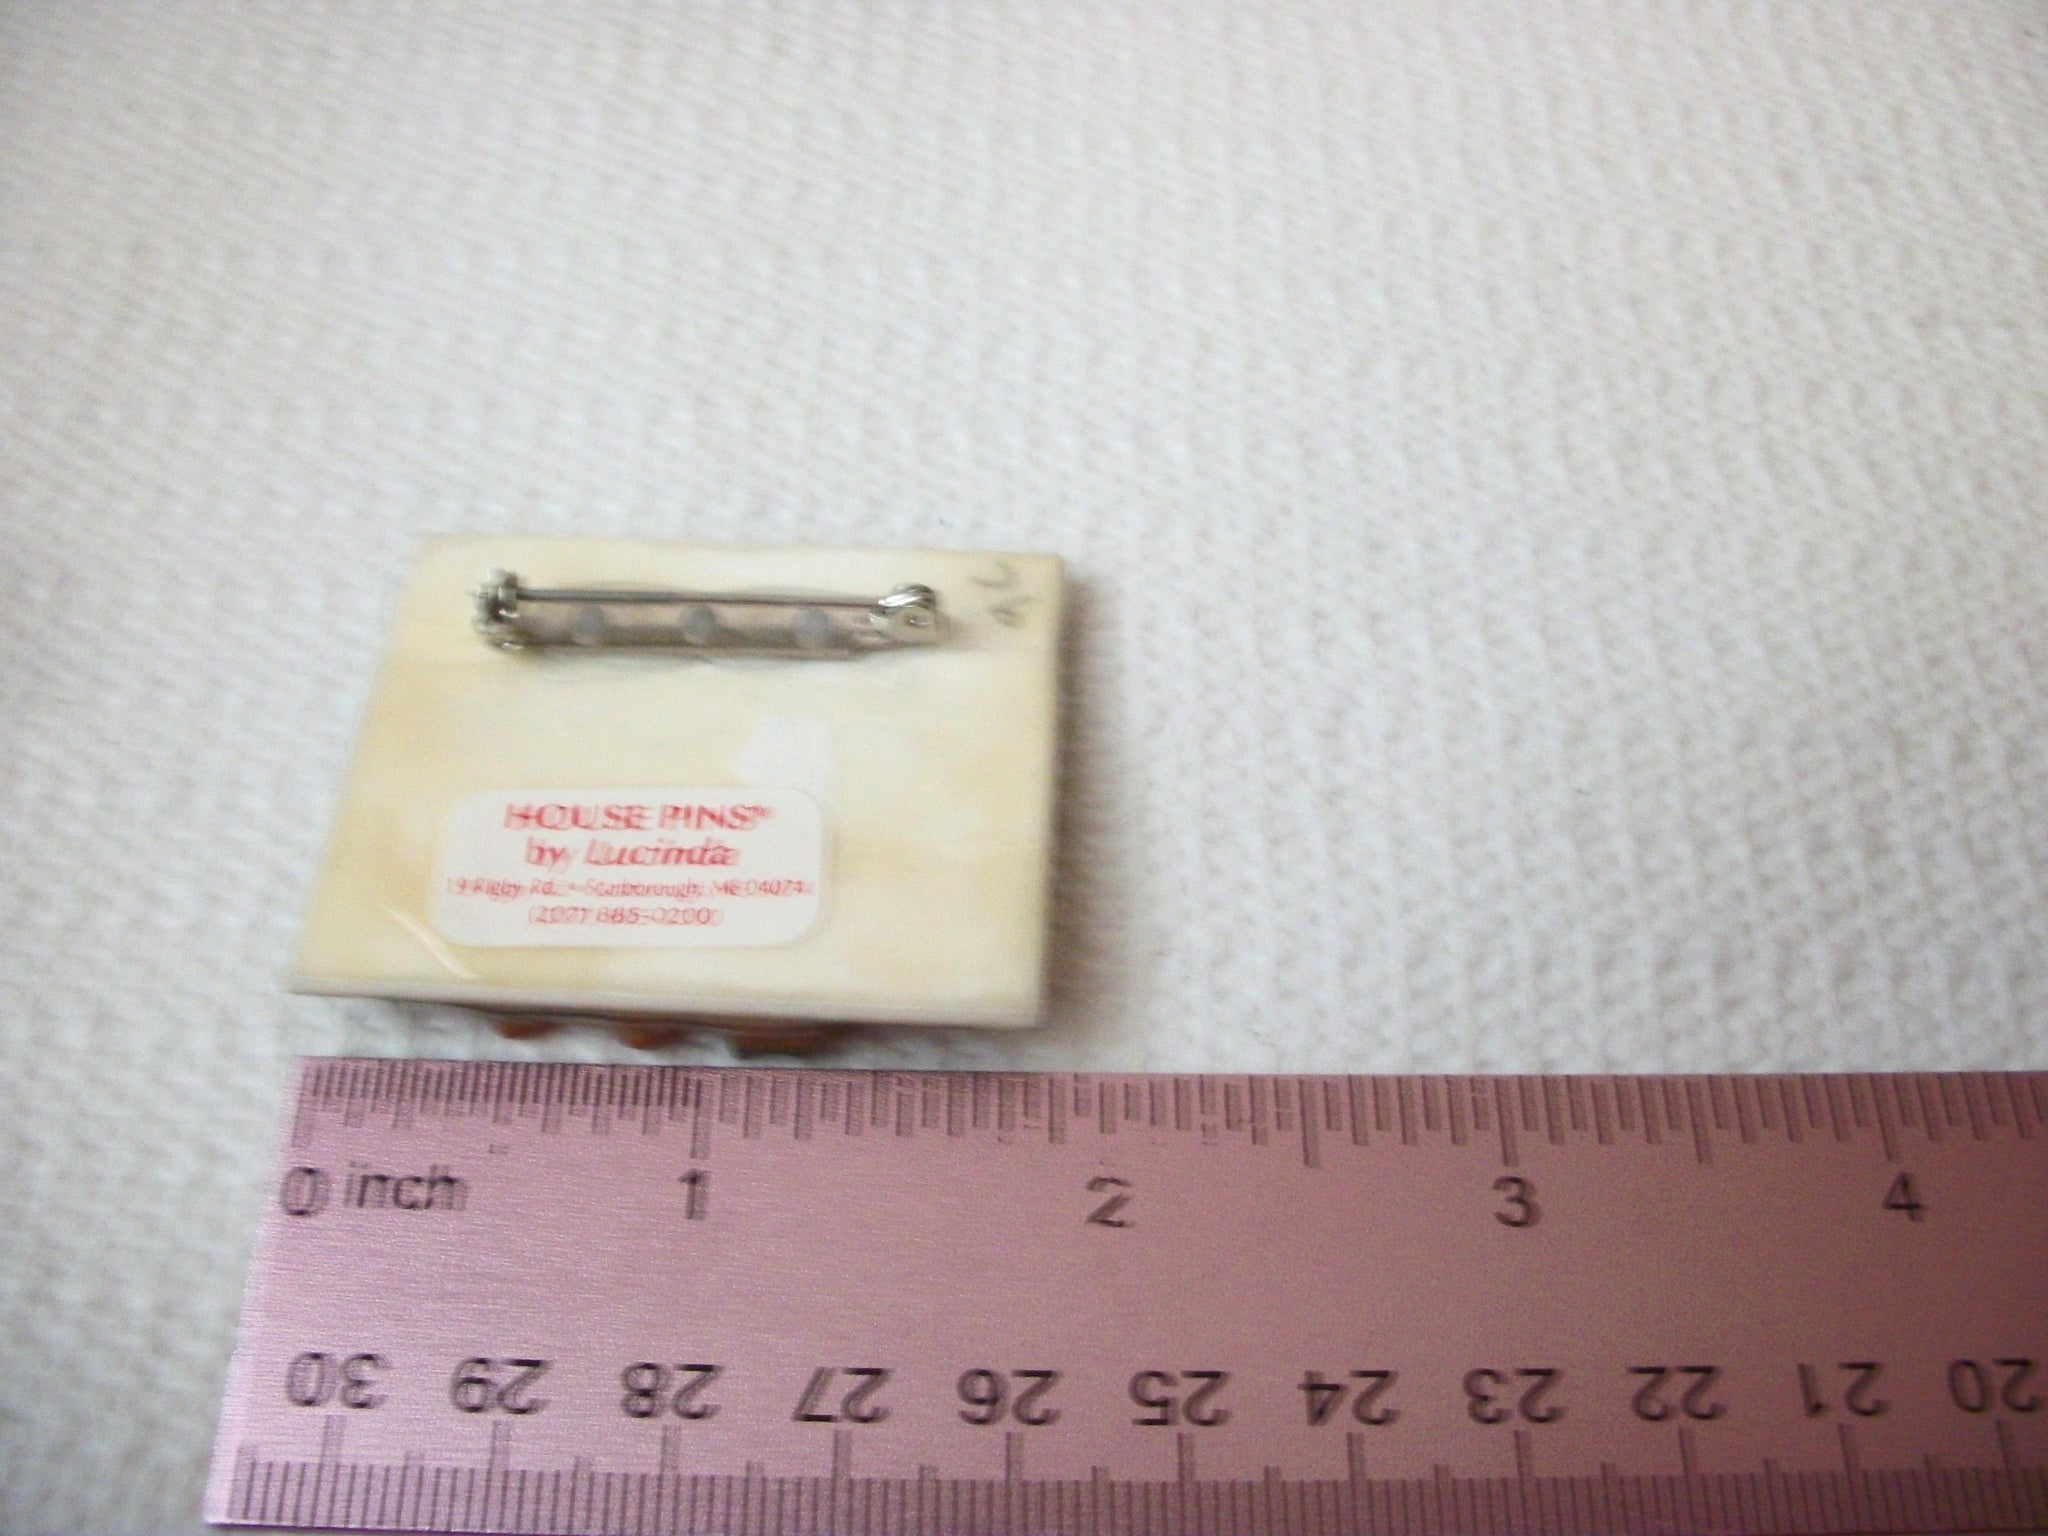 HOUSE PINS®
by Lucinda
19 Rigby Rd. • Scarborough, ME 04074
(207) 885-0200
0 inch 1 2 3 4
30 29 28 27 26 25 24 23 22 21 20